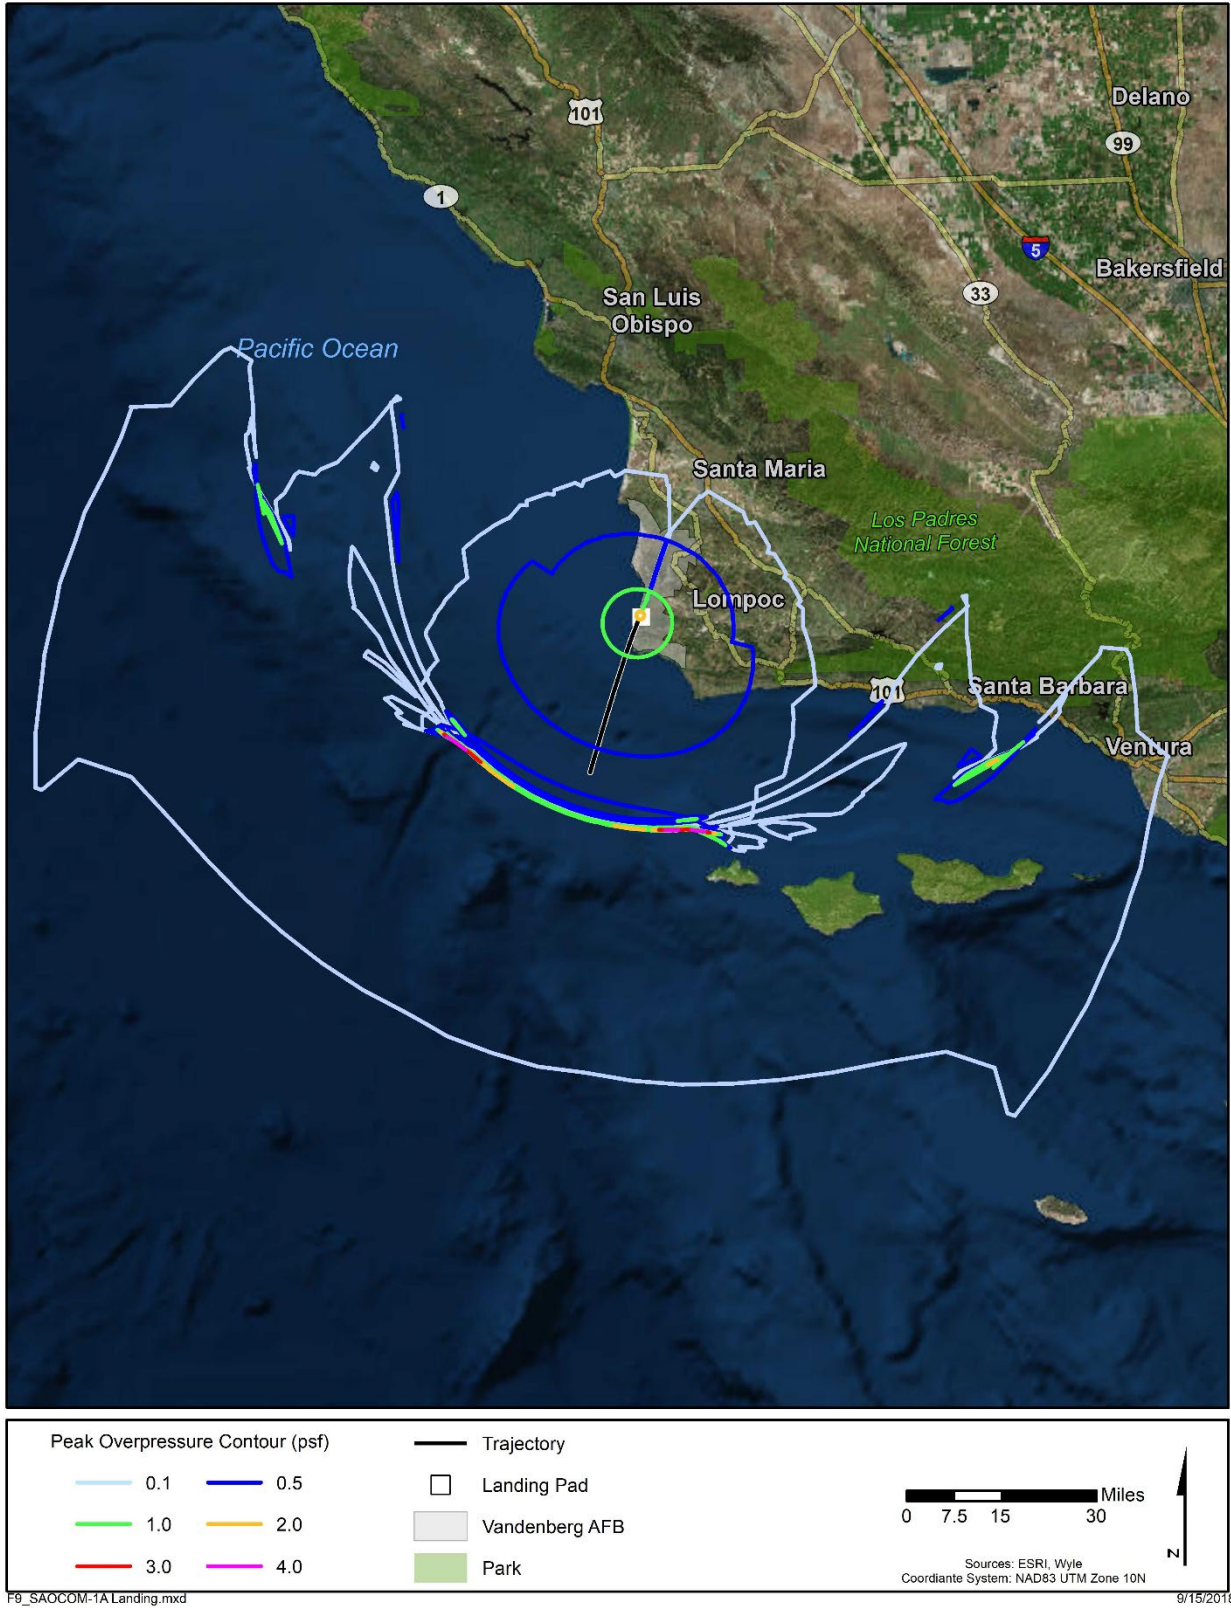 Delano
101
99
1
5
Bakersfield
33
San Luis
Obispo
Pacific Ocean
Santa Maria
Los Padres
National Forest
Lompoc
101
Santa Barbara
Ventura
Peak Overpressure Contour (psf)
0.1
0.5
1.0
2.0
3.0
4.0
Trajectory
Landing Pad
Vandenberg AFB
Park
Miles
0 7.5 15 30
N
Sources: ESRI, Wyle
Coordiante System: NAD83 UTM Zone 10N
F9_SAOCOM-1A Landing.mxd